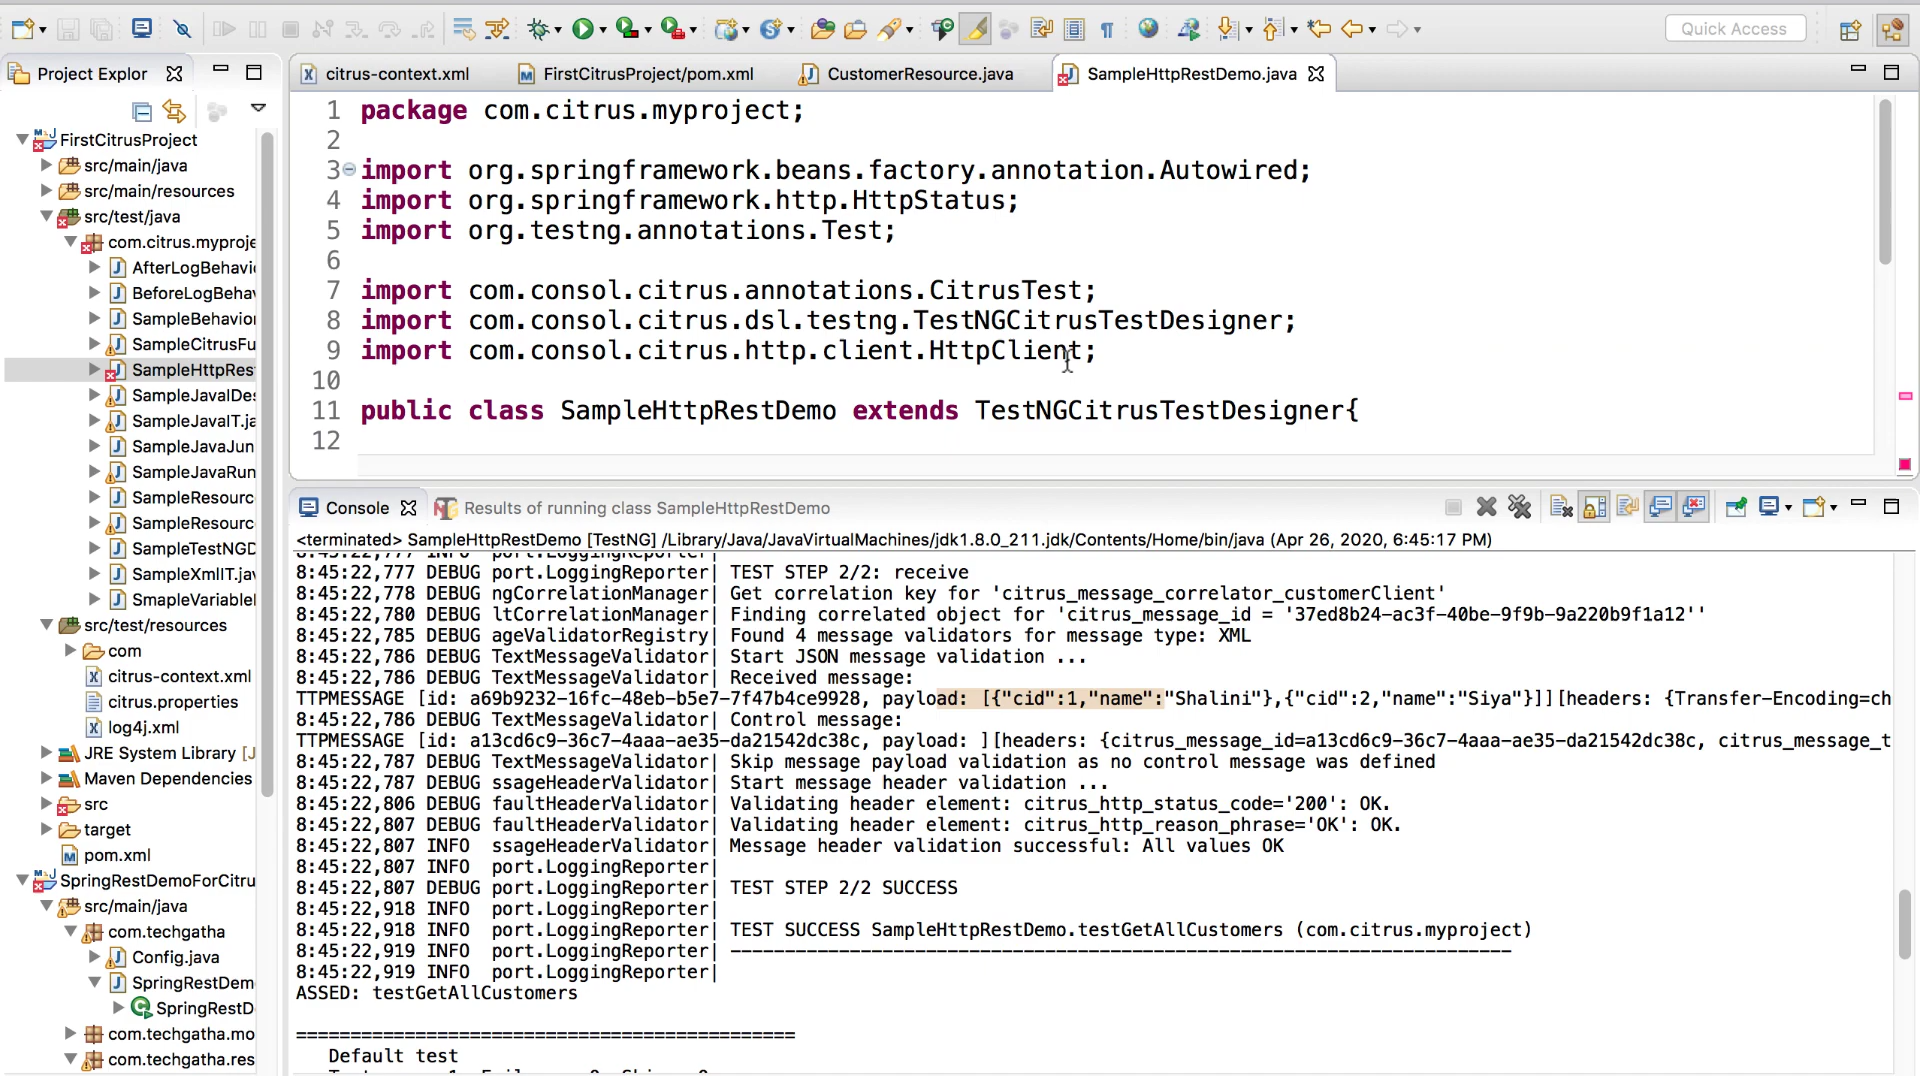 Quick Access
Project Explor
citrus-context.xml
FirstCitrusProject/pom.xml
CustomerResource.java
SampleHttpRestDemo.java
FirstCitrusProject
src/main/java
src/main/resources
src/test/java
com.citrus.myproje
AfterLogBehavi
BeforeLogBeha
SampleBehavior
SampleCitrusFu
SampleHttpRes
SampleJavaIDe
SampleJavaIT.ja
SampleJavaJun
SampleJavaRun
SampleResourc
SampleResourc
SampleTestNGD
SampleXmlIT.jav
SmapleVariable
src/test/resources
com
citrus-context.xml
citrus.properties
log4j.xml
JRE System Library [J
Maven Dependencies
src
target
pom.xml
SpringRestDemoForCitru
src/main/java
com.techgatha
Config.java
SpringRestDem
SpringRestD
com.techgatha.mo
com.techgatha.res
1 package com.citrus.myproject;
2
3 import org.springframework.beans.factory.annotation.Autowired;
4 import org.springframework.http.HttpStatus;
5 import org.testng.annotations.Test;
6
7 import com.consol.citrus.annotations.CitrusTest;
8 import com.consol.citrus.dsl.testng.TestNGCitrusTestDesigner;
9 import com.consol.citrus.http.client.HttpClient;
10
11 public class SampleHttpRestDemo extends TestNGCitrusTestDesigner{
12
Console
Results of running class SampleHttpRestDemo
<terminated> SampleHttpRestDemo [TestNG] /Library/Java/JavaVirtualMachines/jdk1.8.0_211.jdk/Contents/Home/bin/java (Apr 26, 2020, 6:45:17 PM)
8:45:22,777 INFO  port.LoggingReporter|
8:45:22,777 DEBUG port.LoggingReporter| TEST STEP 2/2: receive
8:45:22,778 DEBUG ngCorrelationManager| Get correlation key for 'citrus_message_correlator_customerClient'
8:45:22,780 DEBUG ltCorrelationManager| Finding correlated object for 'citrus_message_id = '37ed8b24-ac3f-40be-9f9b-9a220b9f1a12''
8:45:22,785 DEBUG ageValidatorRegistry| Found 4 message validators for message type: XML
8:45:22,786 DEBUG TextMessageValidator| Start JSON message validation ...
8:45:22,786 DEBUG TextMessageValidator| Received message:
TTPMESSAGE [id: a69b9232-16fc-48eb-b5e7-7f47b4ce9928, payload: [{"cid":1,"name":"Shalini"},{"cid":2,"name":"Siya"}]][headers: {Transfer-Encoding=ch
8:45:22,786 DEBUG TextMessageValidator| Control message:
TTPMESSAGE [id: a13cd6c9-36c7-4aaa-ae35-da21542dc38c, payload: ][headers: {citrus_message_id=a13cd6c9-36c7-4aaa-ae35-da21542dc38c, citrus_message_t
8:45:22,787 DEBUG TextMessageValidator| Skip message payload validation as no control message was defined
8:45:22,787 DEBUG ssageHeaderValidator| Start message header validation ...
8:45:22,806 DEBUG faultHeaderValidator| Validating header element: citrus_http_status_code='200': OK.
8:45:22,807 DEBUG faultHeaderValidator| Validating header element: citrus_http_reason_phrase='OK': OK.
8:45:22,807 INFO  ssageHeaderValidator| Message header validation successful: All values OK
8:45:22,807 INFO  port.LoggingReporter|
8:45:22,807 DEBUG port.LoggingReporter| TEST STEP 2/2 SUCCESS
8:45:22,918 INFO  port.LoggingReporter|
8:45:22,918 INFO  port.LoggingReporter| TEST SUCCESS SampleHttpRestDemo.testGetAllCustomers (com.citrus.myproject)
8:45:22,919 INFO  port.LoggingReporter| ------------------------------------------------------------------------
8:45:22,919 INFO  port.LoggingReporter|
ASSED: testGetAllCustomers
===============================================
Default test